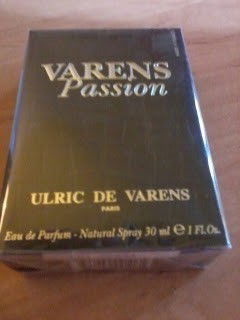 VARENS
Passion
ULRIC DE VARENS
PARIS
Eau de Parfum - Natural Spray 30 ml ℮ 1 Fl.Oz.